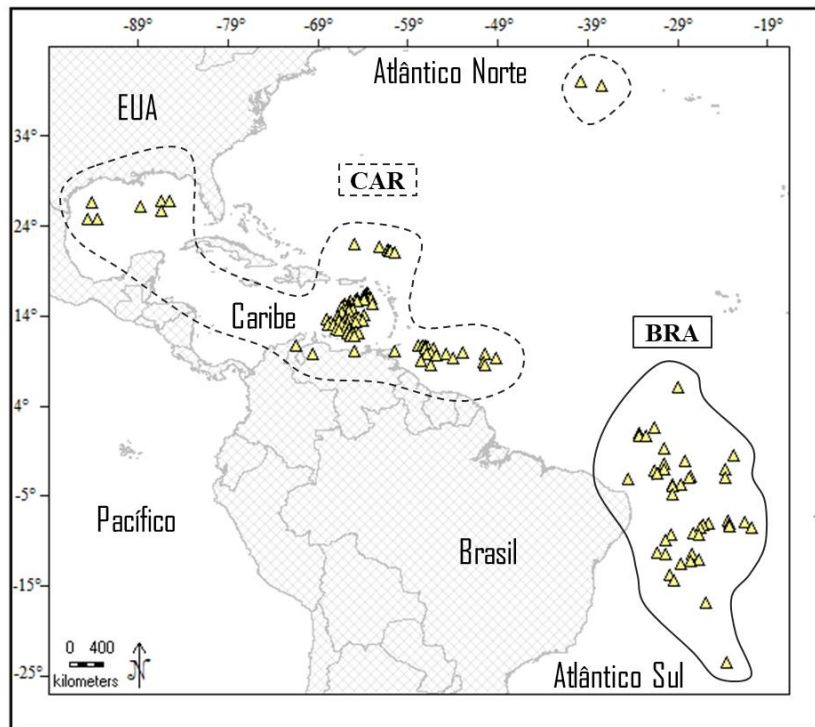 -89 -79 -69 -59 -49 -39 -29 -19
Atlântico Norte
EUA
34°
CAR
24°
14°
Caribe
BRA
4°
-5°
Pacífico
Brasil
-15°
0 400
N
kilometers
Atlântico Sul
-25°